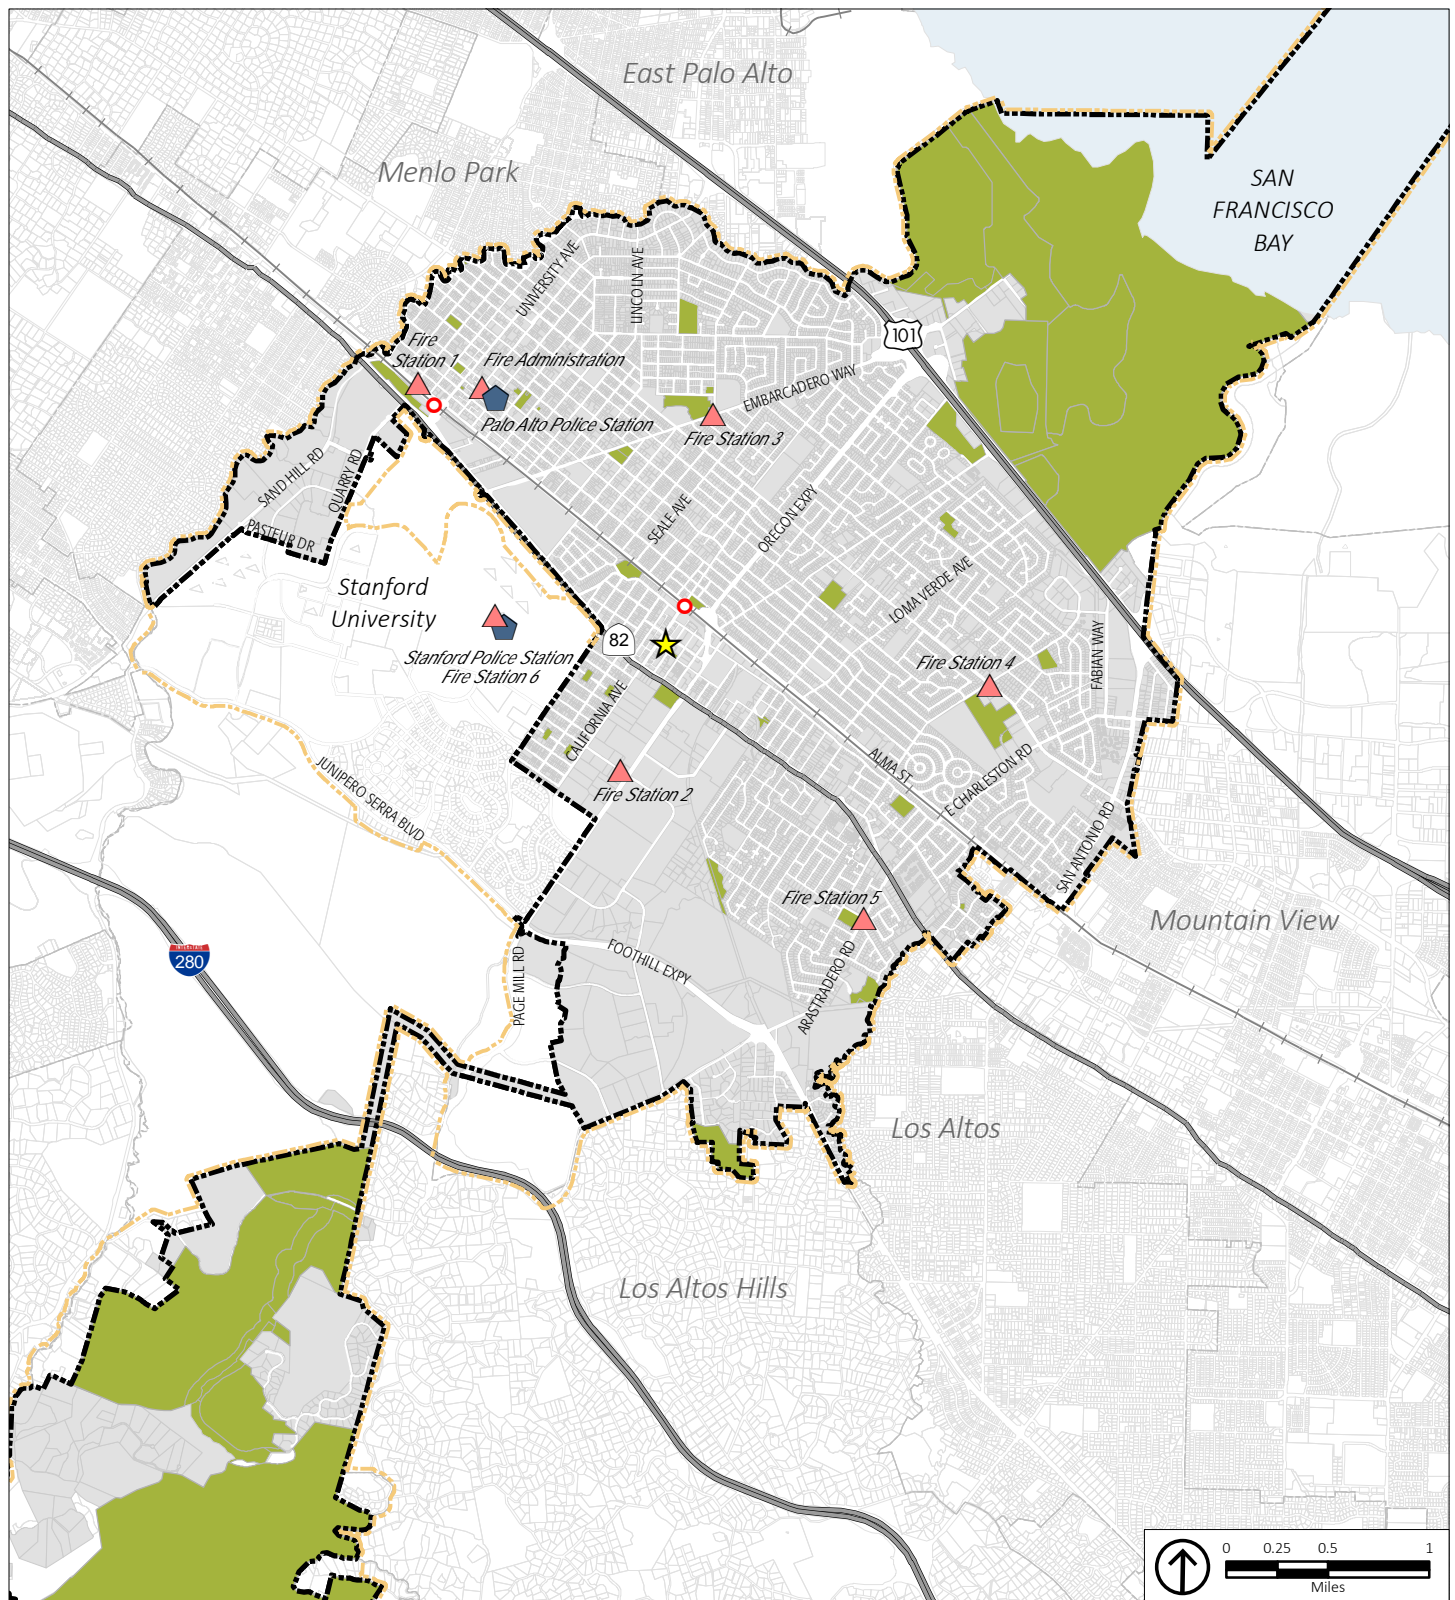 East Palo Alto
Menlo Park
SAN
FRANCISCO
BAY
UNIVERSITY AVE
LINCOLN AVE
101
Fire
Station 1
Fire Administration
EMBARCADERO WAY
Palo Alto Police Station
Fire Station 3
SAND HILL RD
QUARRY RD
PASTEUR DR
SEALE AVE
OREGON EXPY
Stanford
University
LOMA VERDE AVE
82
Stanford Police Station
Fire Station 6
Fire Station 4
FABIAN WAY
CALIFORNIA AVE
JUNIPERO SERRA BLVD
Fire Station 2
ALMA ST
E CHARLESTON RD
SAN ANTONIO RD
Fire Station 5
Mountain View
280
PAGE MILL RD
FOOTHILL EXPY
ARASTRADERO RD
Los Altos
Los Altos Hills
0 0.25 0.5 1
Miles